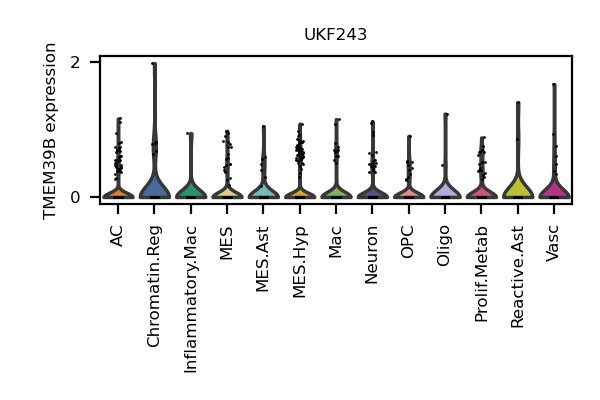 UKF243
TMEM39B expression
2
0
AC
Chromatin.Reg
Inflammatory.Mac
MES
MES.Ast
MES.Hyp
Mac
Neuron
OPC
Oligo
Prolif.Metab
Reactive.Ast
Vasc